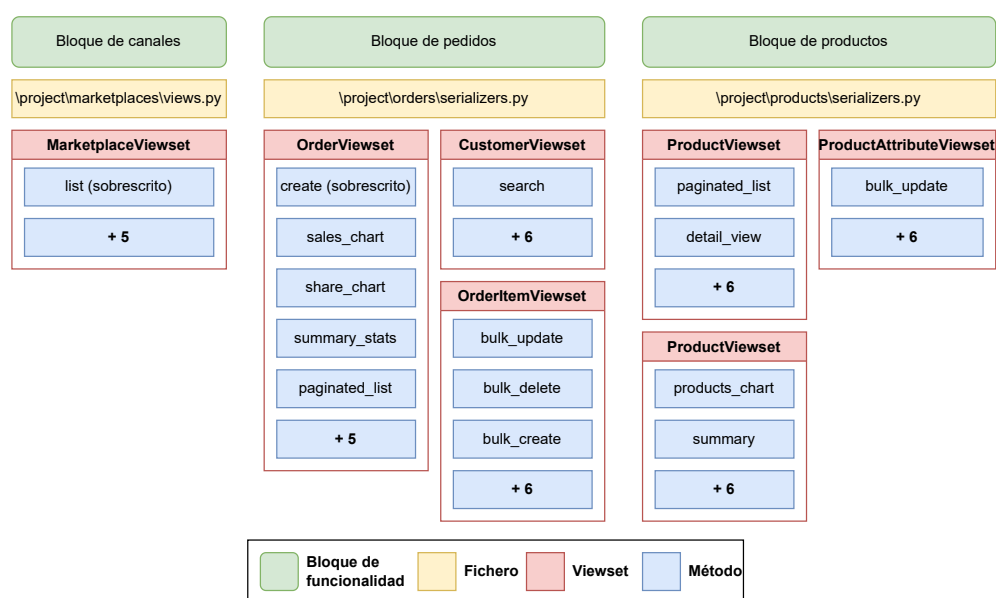 Bloque de canales
\project\marketplaces\views.py
MarketplaceViewset
list (sobrescrito)
+ 5
Bloque de pedidos
\project\orders\serializers.py
OrderViewset
create (sobrescrito)
sales_chart
share_chart
summary_stats
paginated_list
+ 5
CustomerViewset
search
+ 6
OrderItemViewset
bulk_update
bulk_delete
bulk_create
+ 6
Bloque de productos
\project\products\serializers.py
ProductViewset
paginated_list
detail_view
+ 6
ProductViewset
products_chart
summary
+ 6
ProductAttributeViewset
bulk_update
+ 6
Bloque de
funcionalidad
Fichero
Viewset
Método